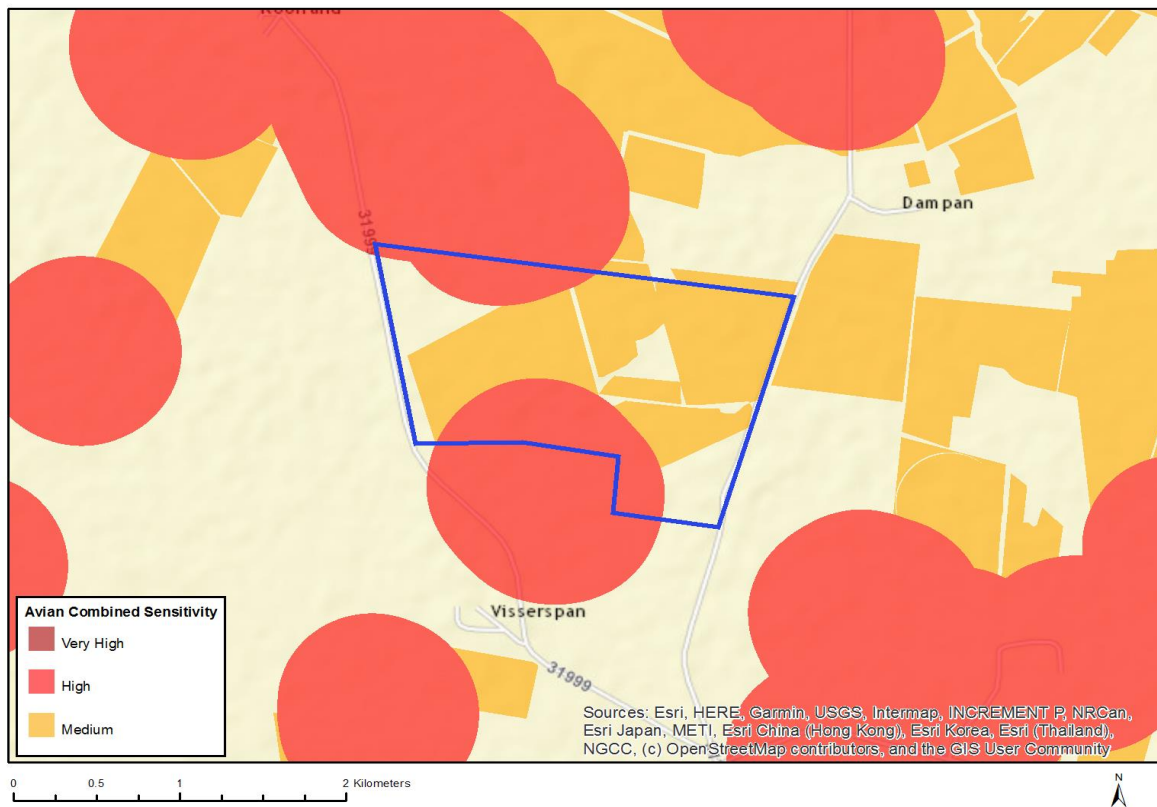 31999
Dampan
Visserspan
31999
Avian Combined Sensitivity
Very High
High
Medium
Sources: Esri, HERE, Garmin, USGS, Intermap, INCREMENT P, NRCan,
Esri Japan, METI, Esri China (Hong Kong), Esri Korea, Esri (Thailand),
NGCC, (c) OpenStreetMap contributors, and the GIS User Community
0 0.5 1 2 Kilometers
N